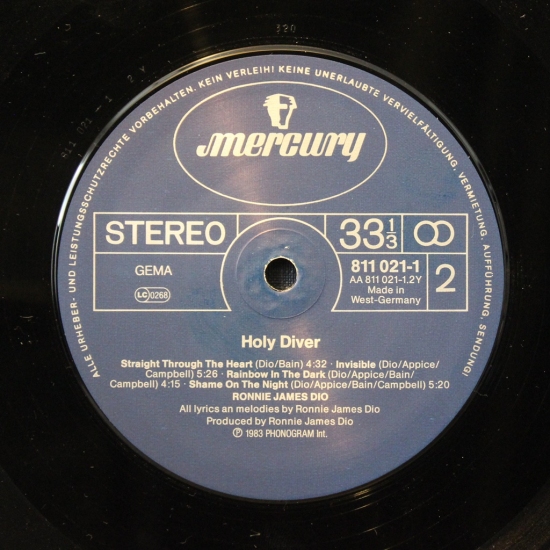 320
ALLE URHEBER- UND LEISTUNGSSCHUTZRECHTE VORBEHALTEN. KEIN VERLEIH! KEINE UNERLAUBTE VERVIELFÄLTIGUNG, VERMIETUNG, AUFFÜHRUNG, SENDUNG!
mercury
STEREO
33 1/3
GEMA
LC 0268
811 021-1
AA 811 021-1.2Y
Made in
West-Germany
2
Holy Diver
Straight Through The Heart (Dio/Bain) 4:32 · Invisible (Dio/Appice/
Campbell) 5:26 · Rainbow In The Dark (Dio/Appice/Bain/
Campbell) 4:15 · Shame On The Night (Dio/Appice/Bain/Campbell) 5:20
RONNIE JAMES DIO
All lyrics an melodies by Ronnie James Dio
Produced by Ronnie James Dio
℗ 1983 PHONOGRAM Int.